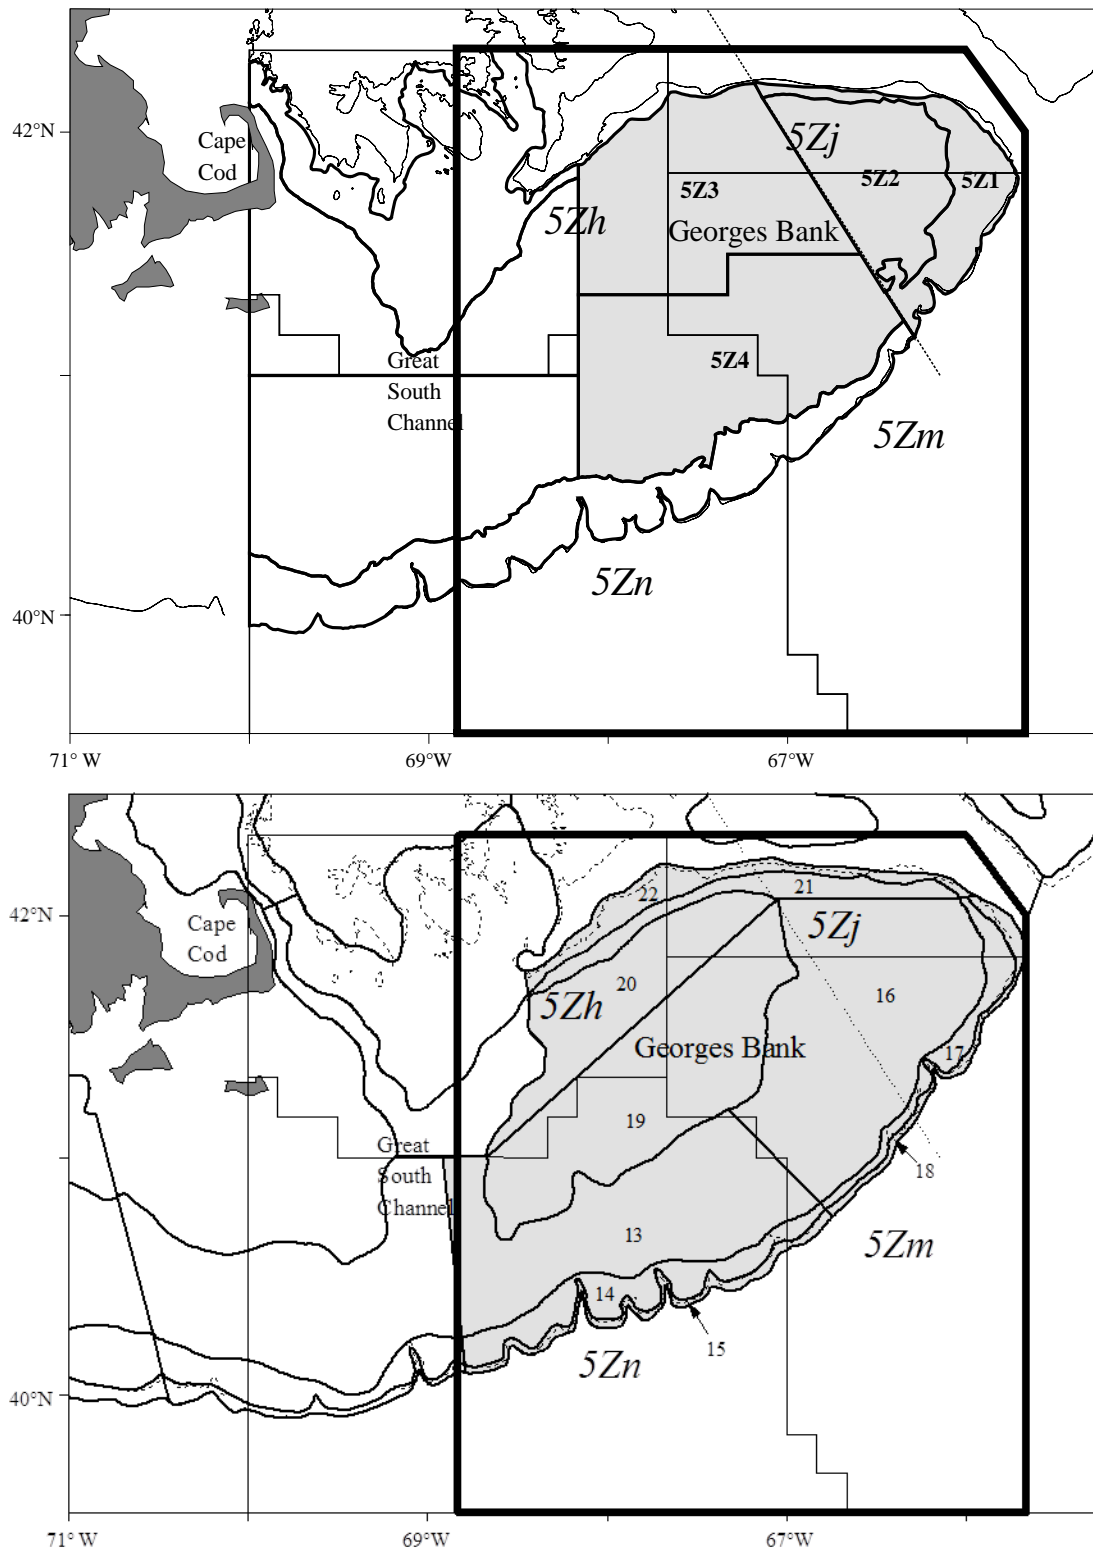 42°N
Cape
Cod
5Zj
5Z2
5Z1
5Z3
5Zh
Georges Bank
Great
5Z4
South
Channel
5Zm
5Zn
40°N
71° W
69°W
67°W
22
21
42°N
Cape
Cod
5Zj
20
16
5Zh
Georges Bank
17
19
Great
18
South
Channel
13
5Zm
14
15
5Zn
40°N
71° W
69°W
67°W